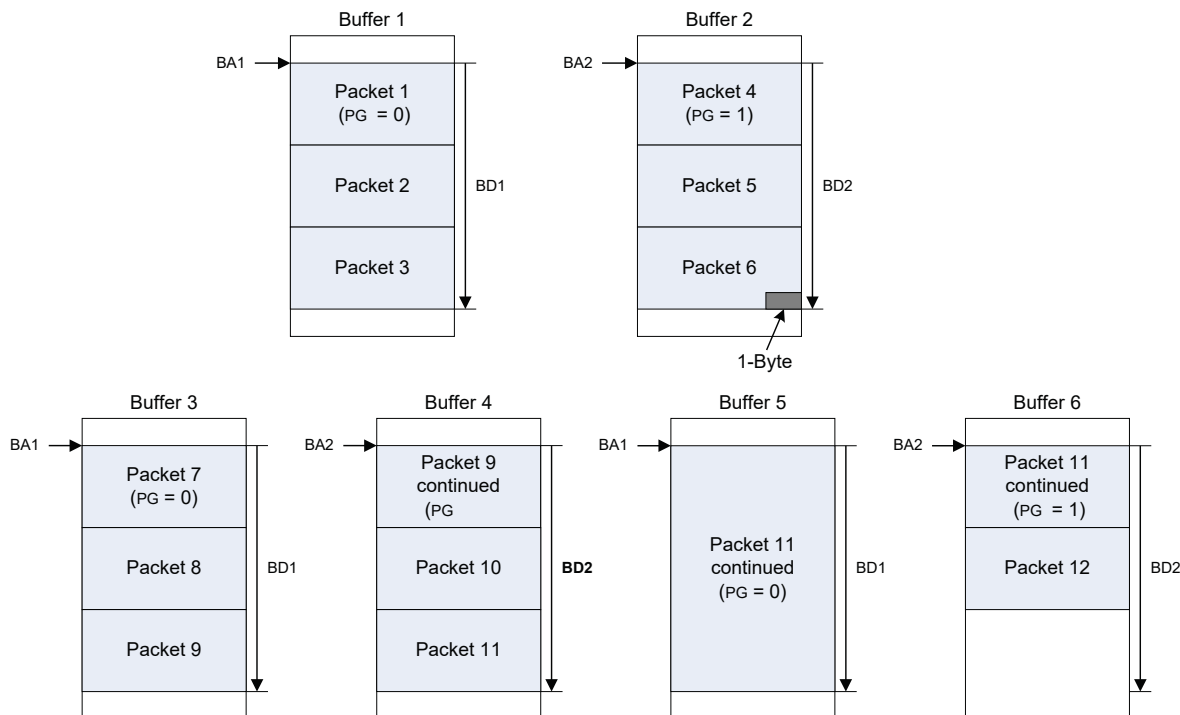 Buffer 1
BA1
Packet 1
(PG = 0)
Packet 2
Packet 3
BD1
Buffer 2
BA2
Packet 4
(PG = 1)
Packet 5
Packet 6
BD2
1-Byte
Buffer 3
BA1
Packet 7
(PG = 0)
Packet 8
Packet 9
BD1
Buffer 4
BA2
Packet 9
continued
(PG
Packet 10
Packet 11
BD2
Buffer 5
BA1
Packet 11
continued
(PG = 0)
BD1
Buffer 6
BA2
Packet 11
continued
(PG = 1)
Packet 12
BD2